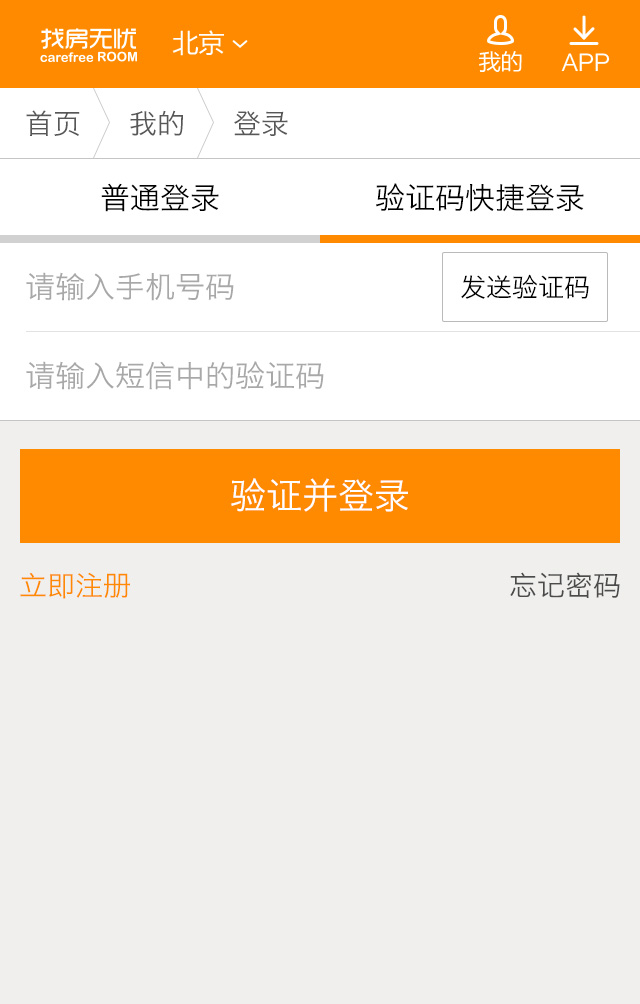 找房无忧
carefree ROOM
北京
我的
APP
首页
我的
登录
普通登录
验证码快捷登录
请输入手机号码
发送验证码
请输入短信中的验证码
验证并登录
立即注册
忘记密码